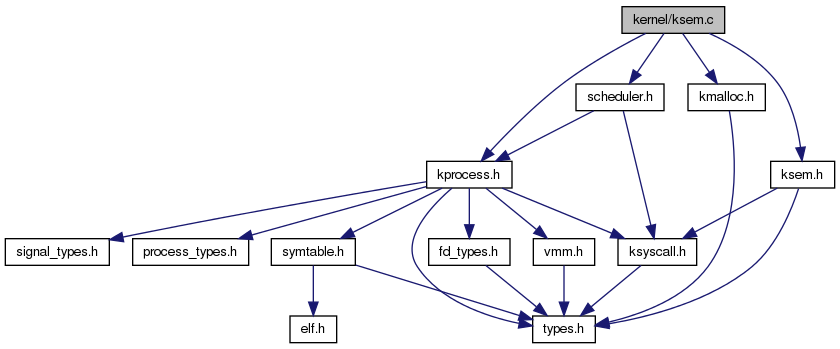 kernel/ksem.c
scheduler.h
kmalloc.h
kprocess.h
ksem.h
signal_types.h
process_types.h
symtable.h
fd_types.h
vmm.h
ksyscall.h
elf.h
types.h